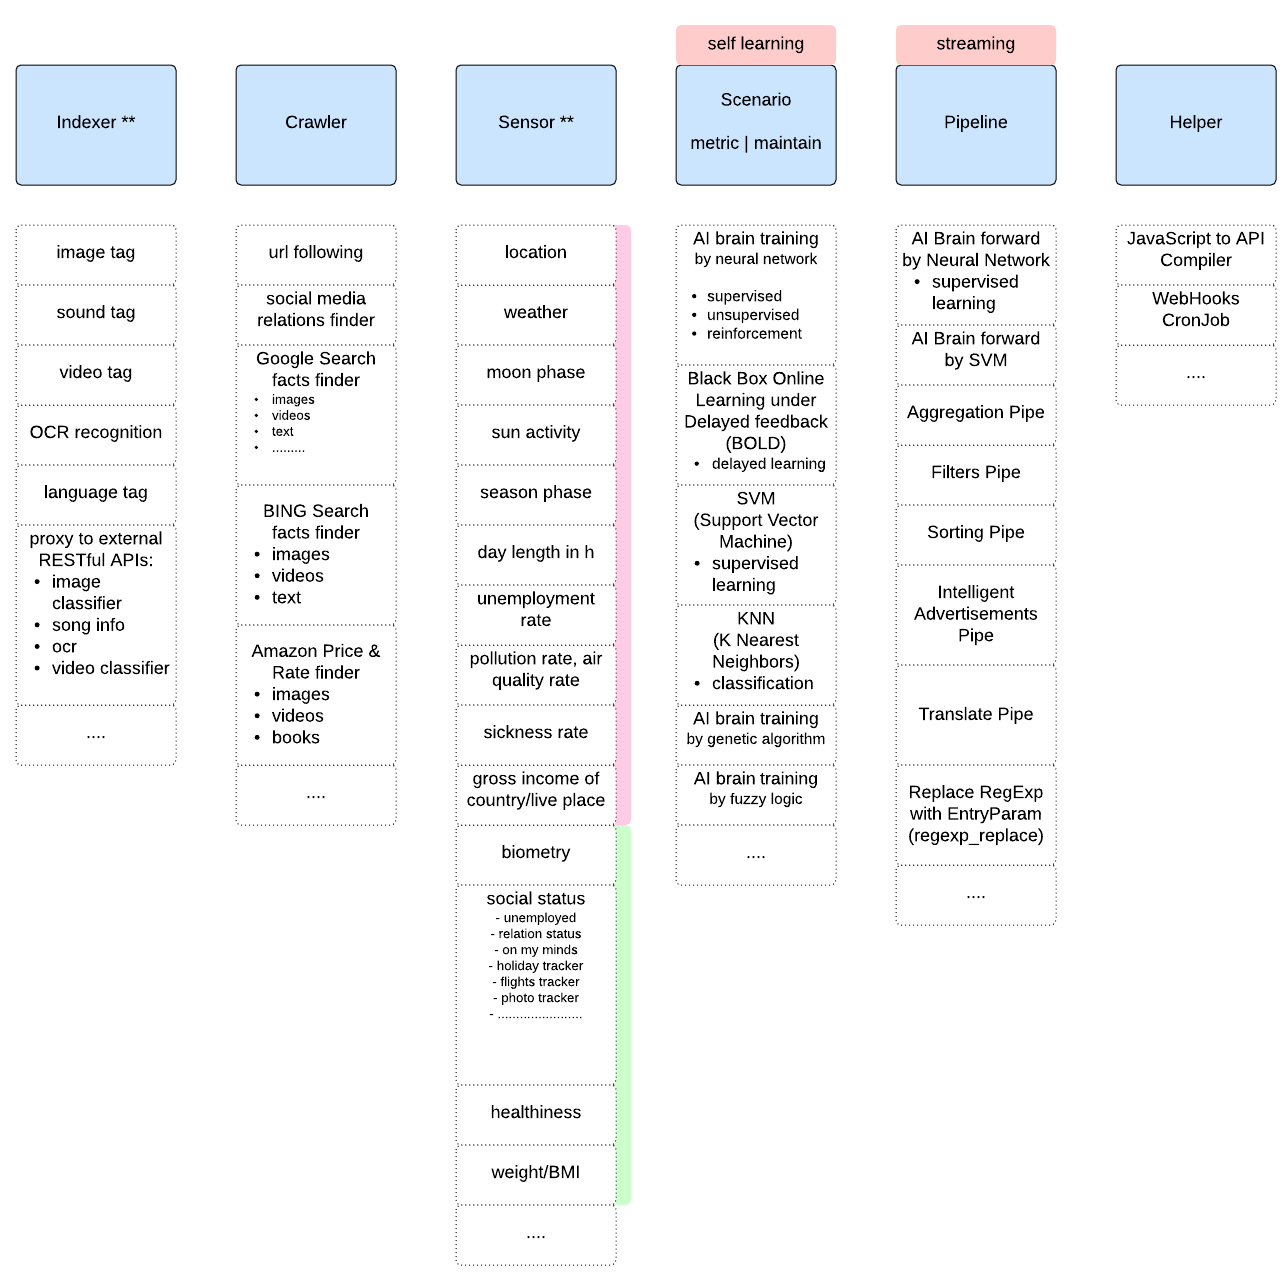 self learning
streaming
Indexer **
Crawler
Sensor **
Scenario
metric | maintain
Pipeline
Helper
image tag
sound tag
video tag
OCR recognition
language tag
proxy to external
RESTful APIs:
• image
classifier
• song info
• ocr
• video classifier
....
url following
social media
relations finder
Google Search
facts finder
• images
• videos
• text
• .........
BING Search
facts finder
• images
• videos
• text
Amazon Price &
Rate finder
• images
• videos
• books
....
location
weather
moon phase
sun activity
season phase
day length in h
unemployment
rate
pollution rate, air
quality rate
sickness rate
gross income of
country/live place
biometry
social status
- unemployed
- relation status
- on my minds
- holiday tracker
- flights tracker
- photo tracker
- .......................
healthiness
weight/BMI
....
AI brain training
by neural network
• supervised
• unsupervised
• reinforcement
Black Box Online
Learning under
Delayed feedback
(BOLD)
• delayed learning
SVM
(Support Vector
Machine)
• supervised
learning
KNN
(K Nearest
Neighbors)
• classification
AI brain training
by genetic algorithm
AI brain training
by fuzzy logic
....
AI Brain forward
by Neural Network
• supervised
learning
AI Brain forward
by SVM
Aggregation Pipe
Filters Pipe
Sorting Pipe
Intelligent
Advertisements
Pipe
Translate Pipe
Replace RegExp
with EntryParam
(regexp_replace)
....
JavaScript to API
Compiler
WebHooks
CronJob
....